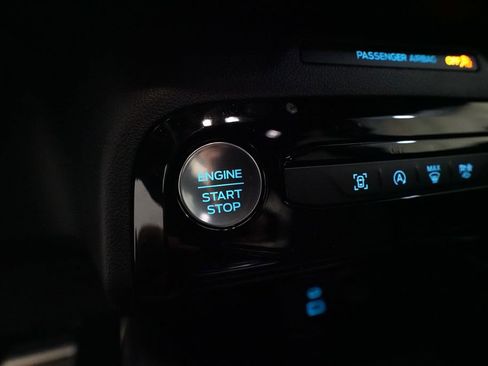 PASSENGER AIRBAG OFF
ENGINE
START
STOP
A
MAX